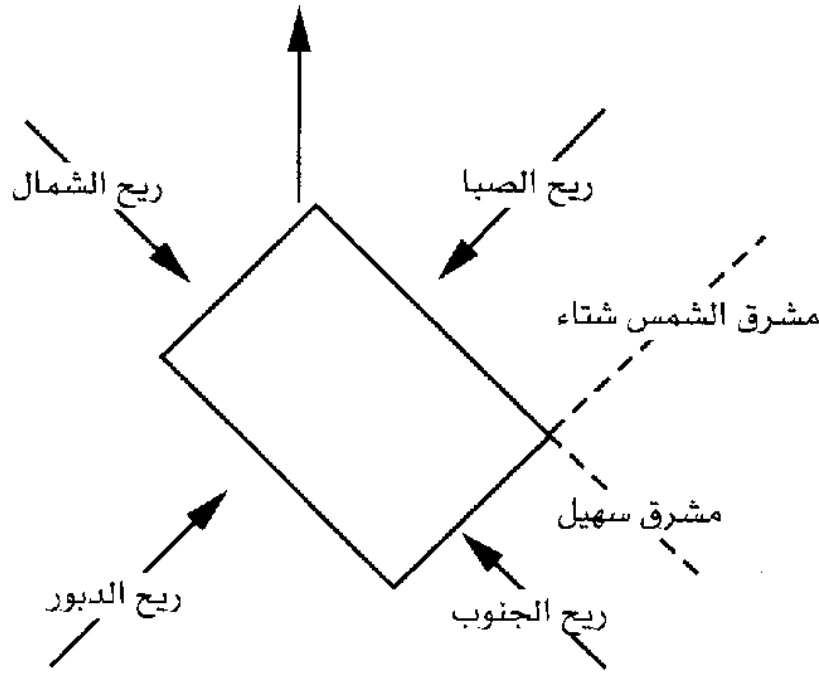 ريح الصبا
ريح الشمال
مشرق الشمس شتاء
مشرق سهيل
ريح الدبور
ريح الجنوب